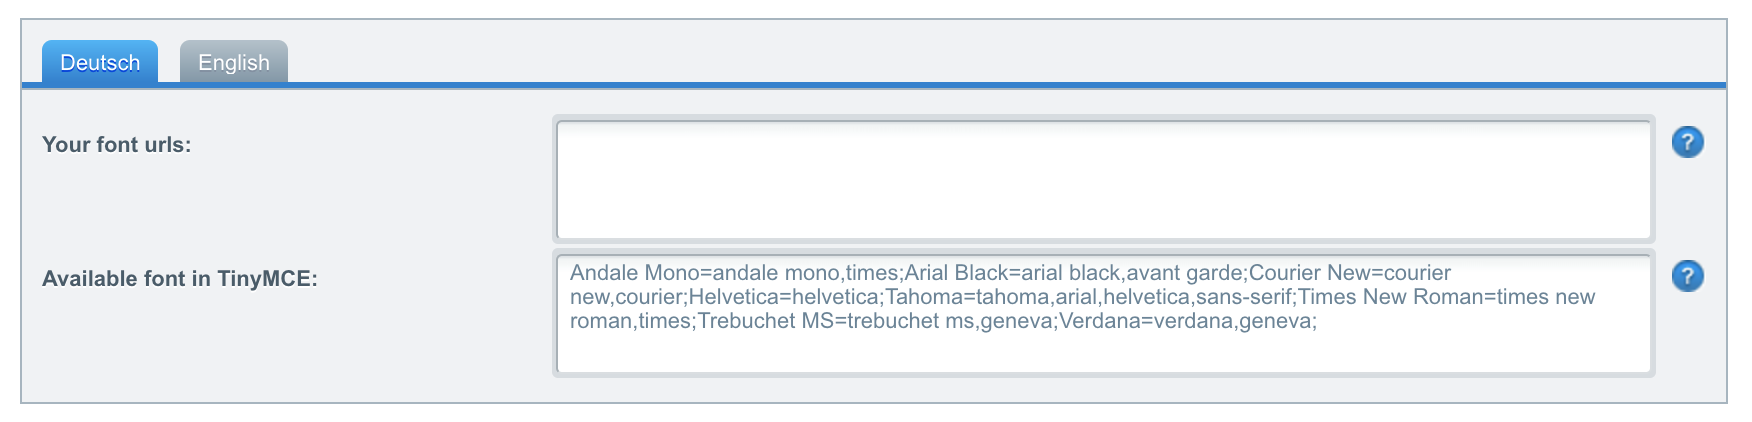 Deutsch
English
Your font urls:
?
Available font in TinyMCE:
Andale Mono=andale mono,times;Arial Black=arial black,avant garde;Courier New=courier
new,courier;Helvetica=helvetica;Tahoma=tahoma,arial,helvetica,sans-serif;Times New Roman=times new
roman,times;Trebuchet MS=trebuchet ms,geneva;Verdana=verdana,geneva;
?